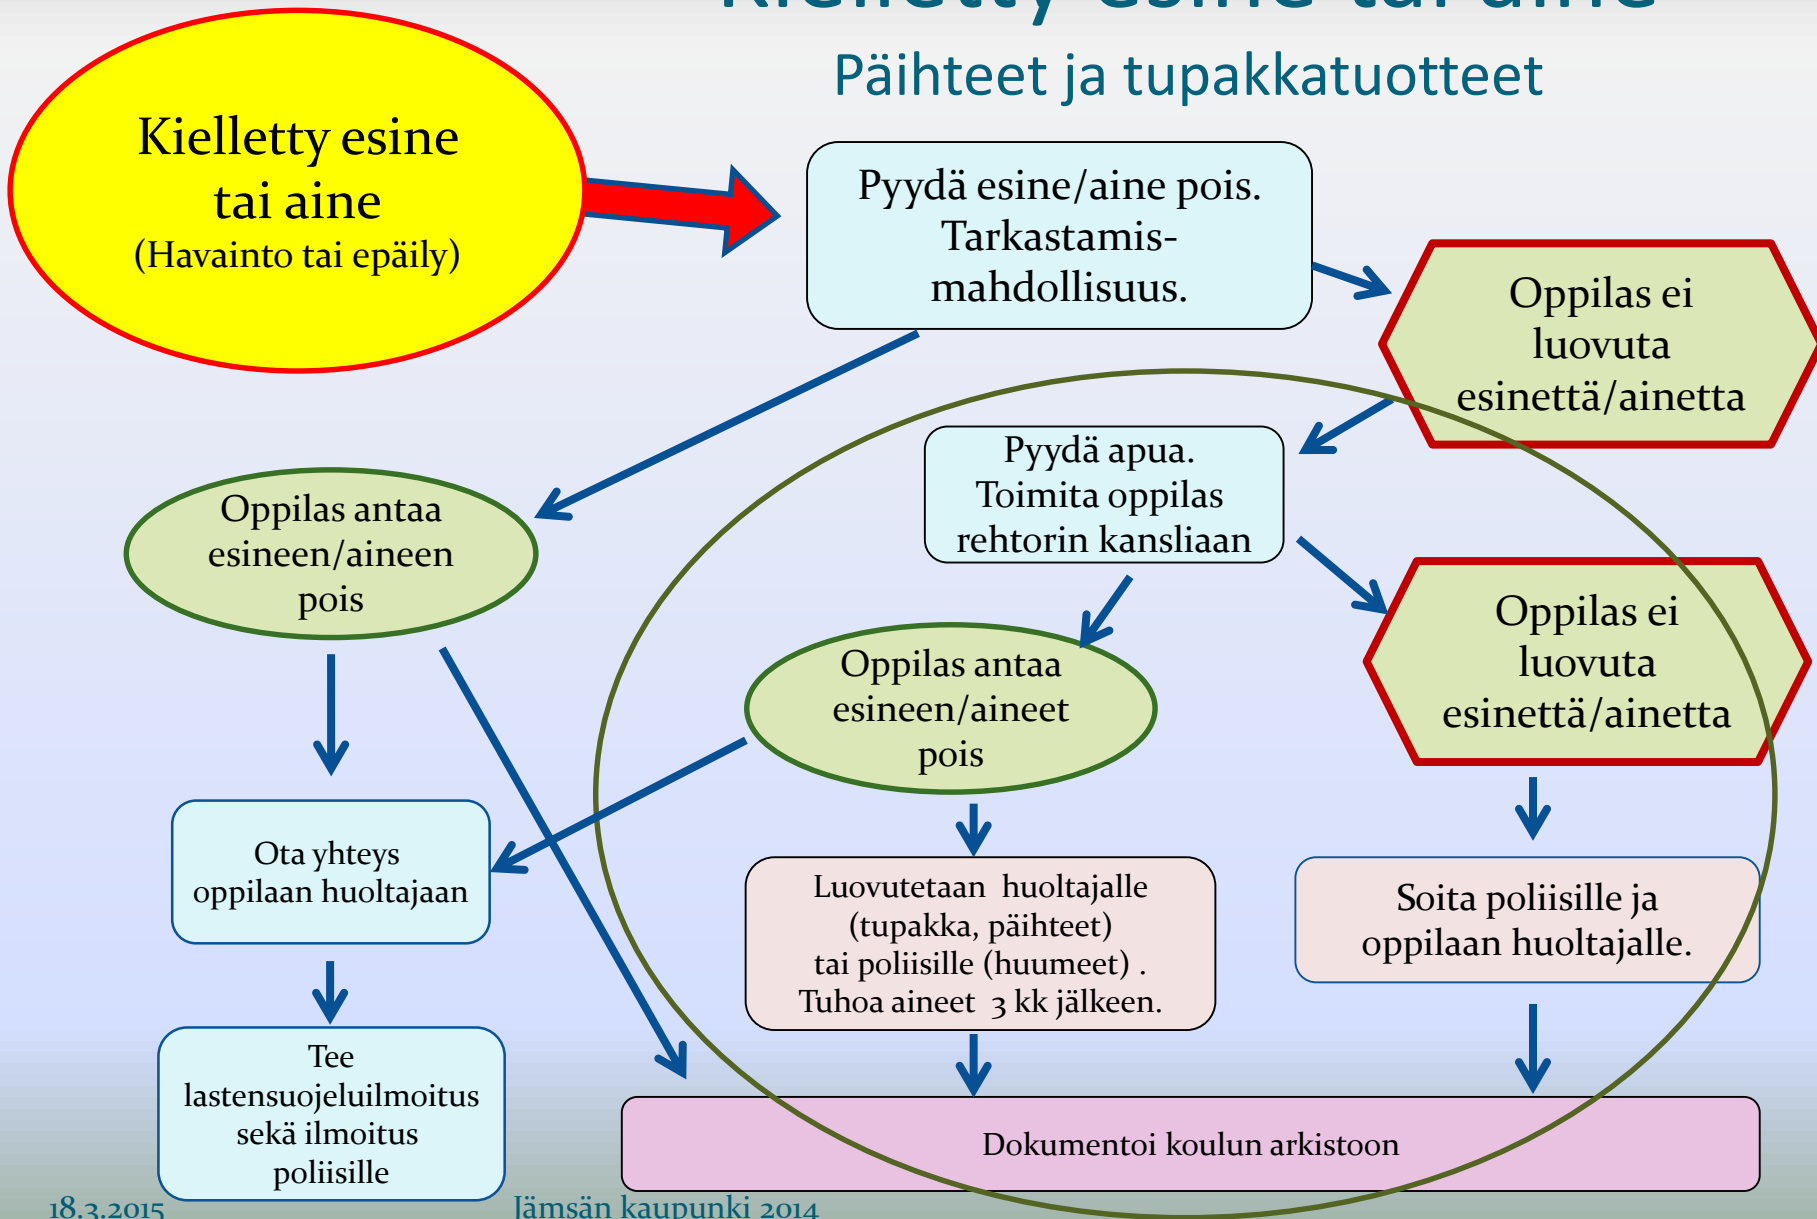 Kielletty esine tai aine
Päihteet ja tupakkatuotteet
Kielletty esine
tai aine
(Havainto tai epäily)
Pyydä esine/aine pois.
Tarkastamis-
mahdollisuus.
Oppilas ei
luovuta
esinettä/ainetta
Pyydä apua.
Toimita oppilas
rehtorin kansliaan
Oppilas antaa
esineen/aineen
pois
Oppilas ei
luovuta
esinettä/ainetta
Oppilas antaa
esineen/aineet
pois
Ota yhteys
oppilaan huoltajaan
Luovutetaan huoltajalle
(tupakka, päihteet)
tai poliisille (huumeet) .
Tuhoa aineet 3 kk jälkeen.
Soita poliisille ja
oppilaan huoltajalle.
Tee
lastensuojeluilmoitus
sekä ilmoitus
poliisille
Dokumentoi koulun arkistoon
18.3.2015
Jämsän kaupunki 2014